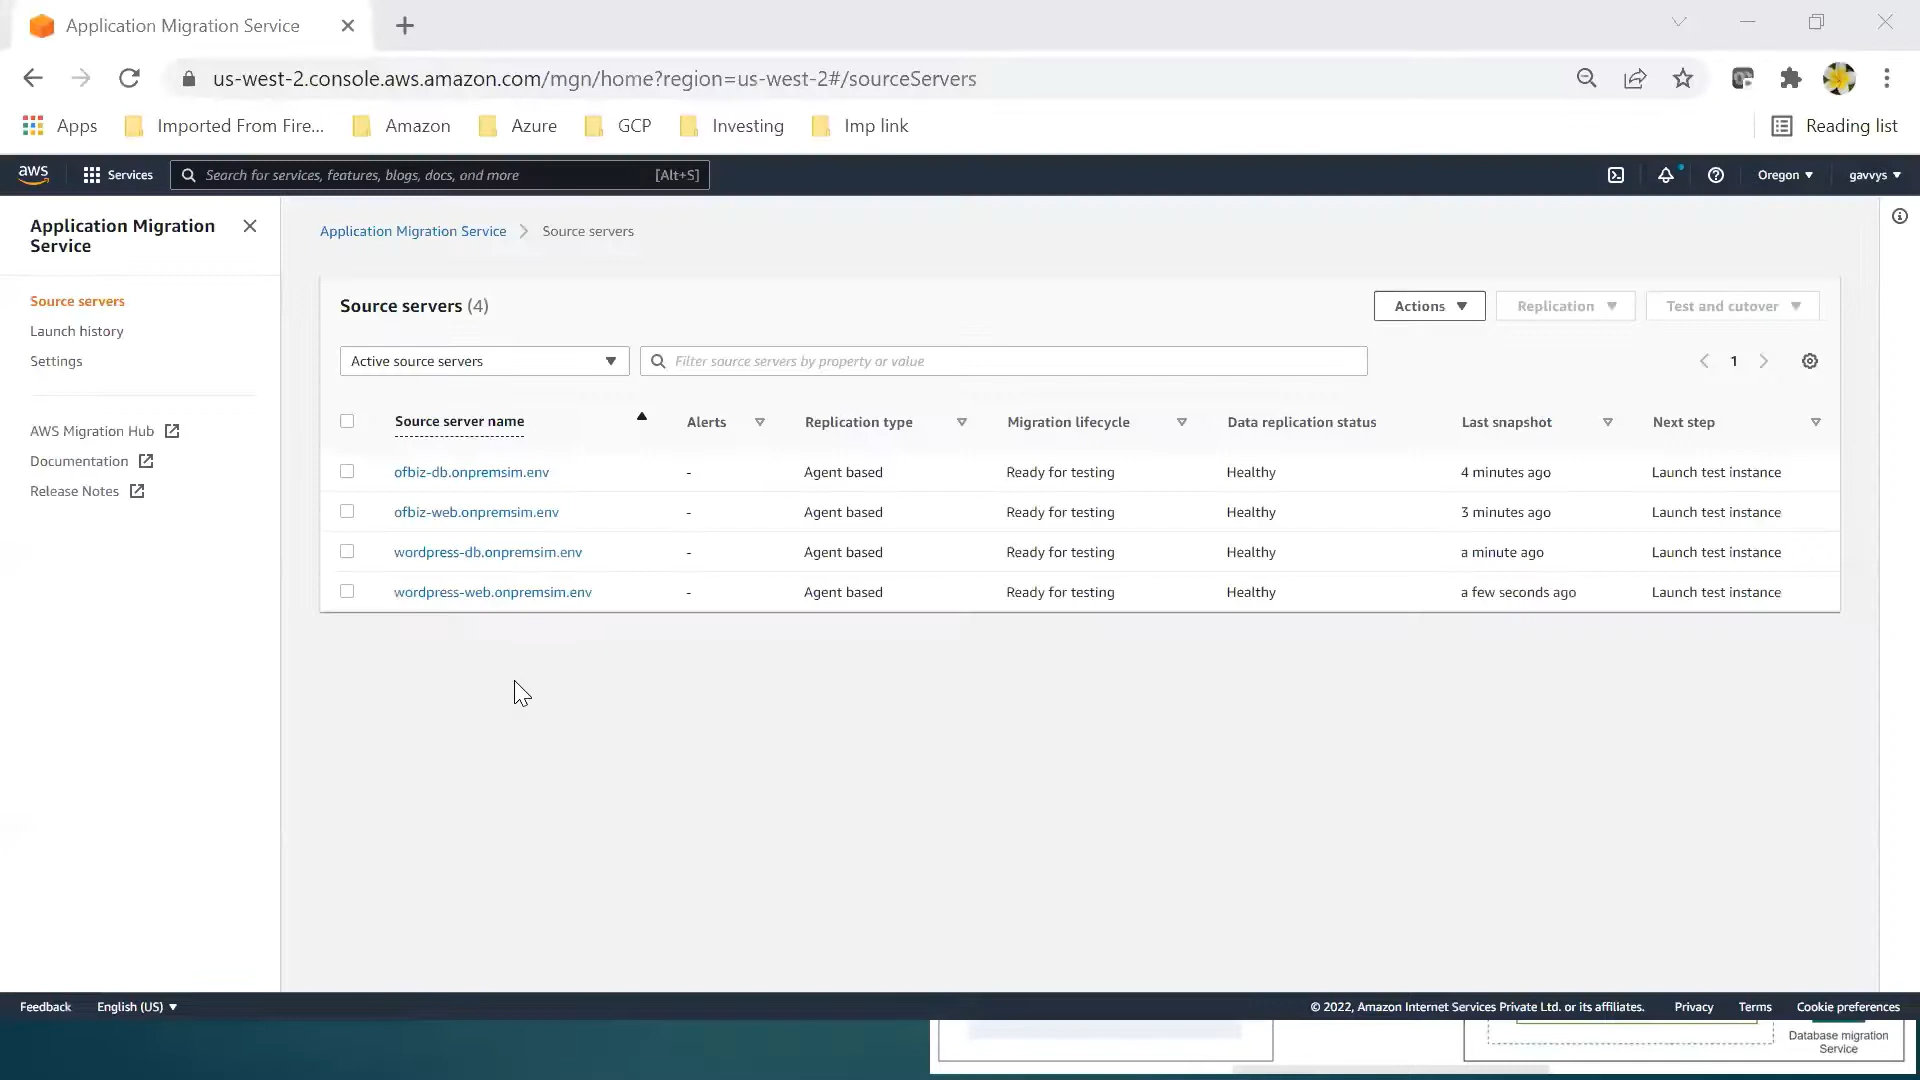 Application Migration Service
us-west-2.console.aws.amazon.com/mgn/home?region=us-west-2#/sourceServers
Apps Imported From Fire... Amazon Azure GCP Investing Imp link Reading list
aws Services Search for services, features, blogs, docs, and more [Alt+S] Oregon gavvys
Application Migration
Service
Source servers
Launch history
Settings
AWS Migration Hub
Documentation
Release Notes
Application Migration Service Source servers
Source servers (4) Actions Replication Test and cutover
Active source servers Filter source servers by property or value 1
Source server name Alerts Replication type Migration lifecycle Data replication status Last snapshot Next step
ofbiz-db.onpremsim.env - Agent based Ready for testing Healthy 4 minutes ago Launch test instance
ofbiz-web.onpremsim.env - Agent based Ready for testing Healthy 3 minutes ago Launch test instance
wordpress-db.onpremsim.env - Agent based Ready for testing Healthy a minute ago Launch test instance
wordpress-web.onpremsim.env - Agent based Ready for testing Healthy a few seconds ago Launch test instance
Feedback English (US) © 2022, Amazon Internet Services Private Ltd. or its affiliates. Privacy Terms Cookie preferences
Database migration
Service